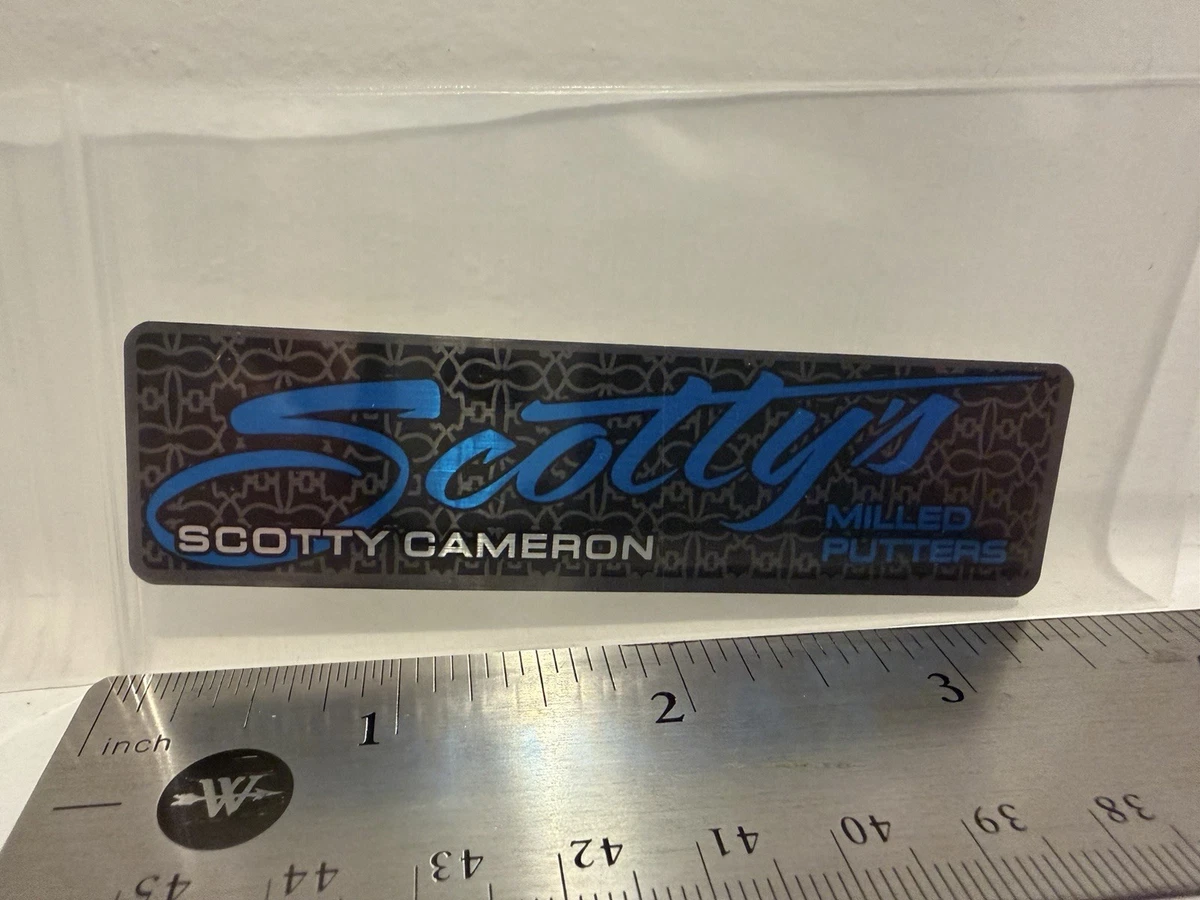 Scotty's
MILLED
SCOTTY CAMERON
PUTTERS
1 2 3
inch
W
45 44 43 42 41 40 39 38